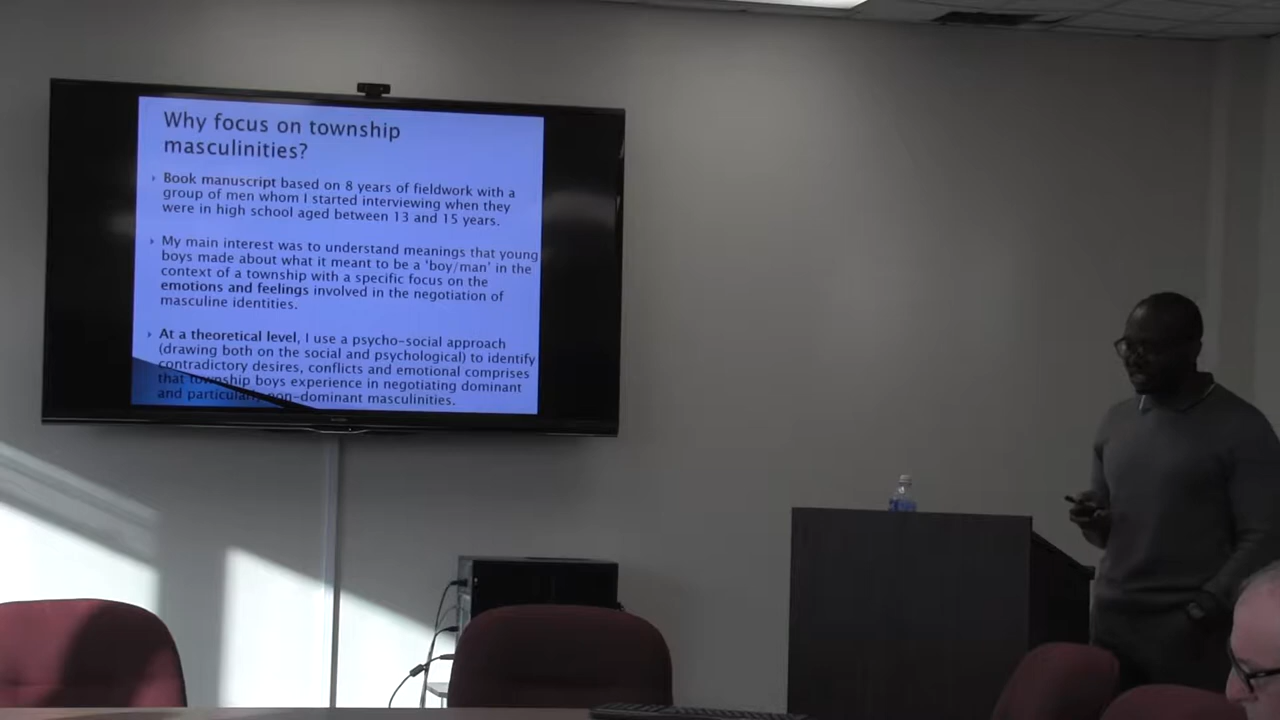 Why focus on township
masculinities?
Book manuscript based on 8 years of fieldwork with a
group of men whom I started interviewing when they
were in high school aged between 13 and 15 years.
My main interest was to understand meanings that young
boys made about what it meant to be a ‘boy/man’ in the
context of a township with a specific focus on the
emotions and feelings involved in the negotiation of
masculine identities.
At a theoretical level, I use a psycho-social approach
(drawing both on the social and psychological) to identify
contradictory desires, conflicts and emotional comprises
that township boys experience in negotiating dominant
and particularly non-dominant masculinities.